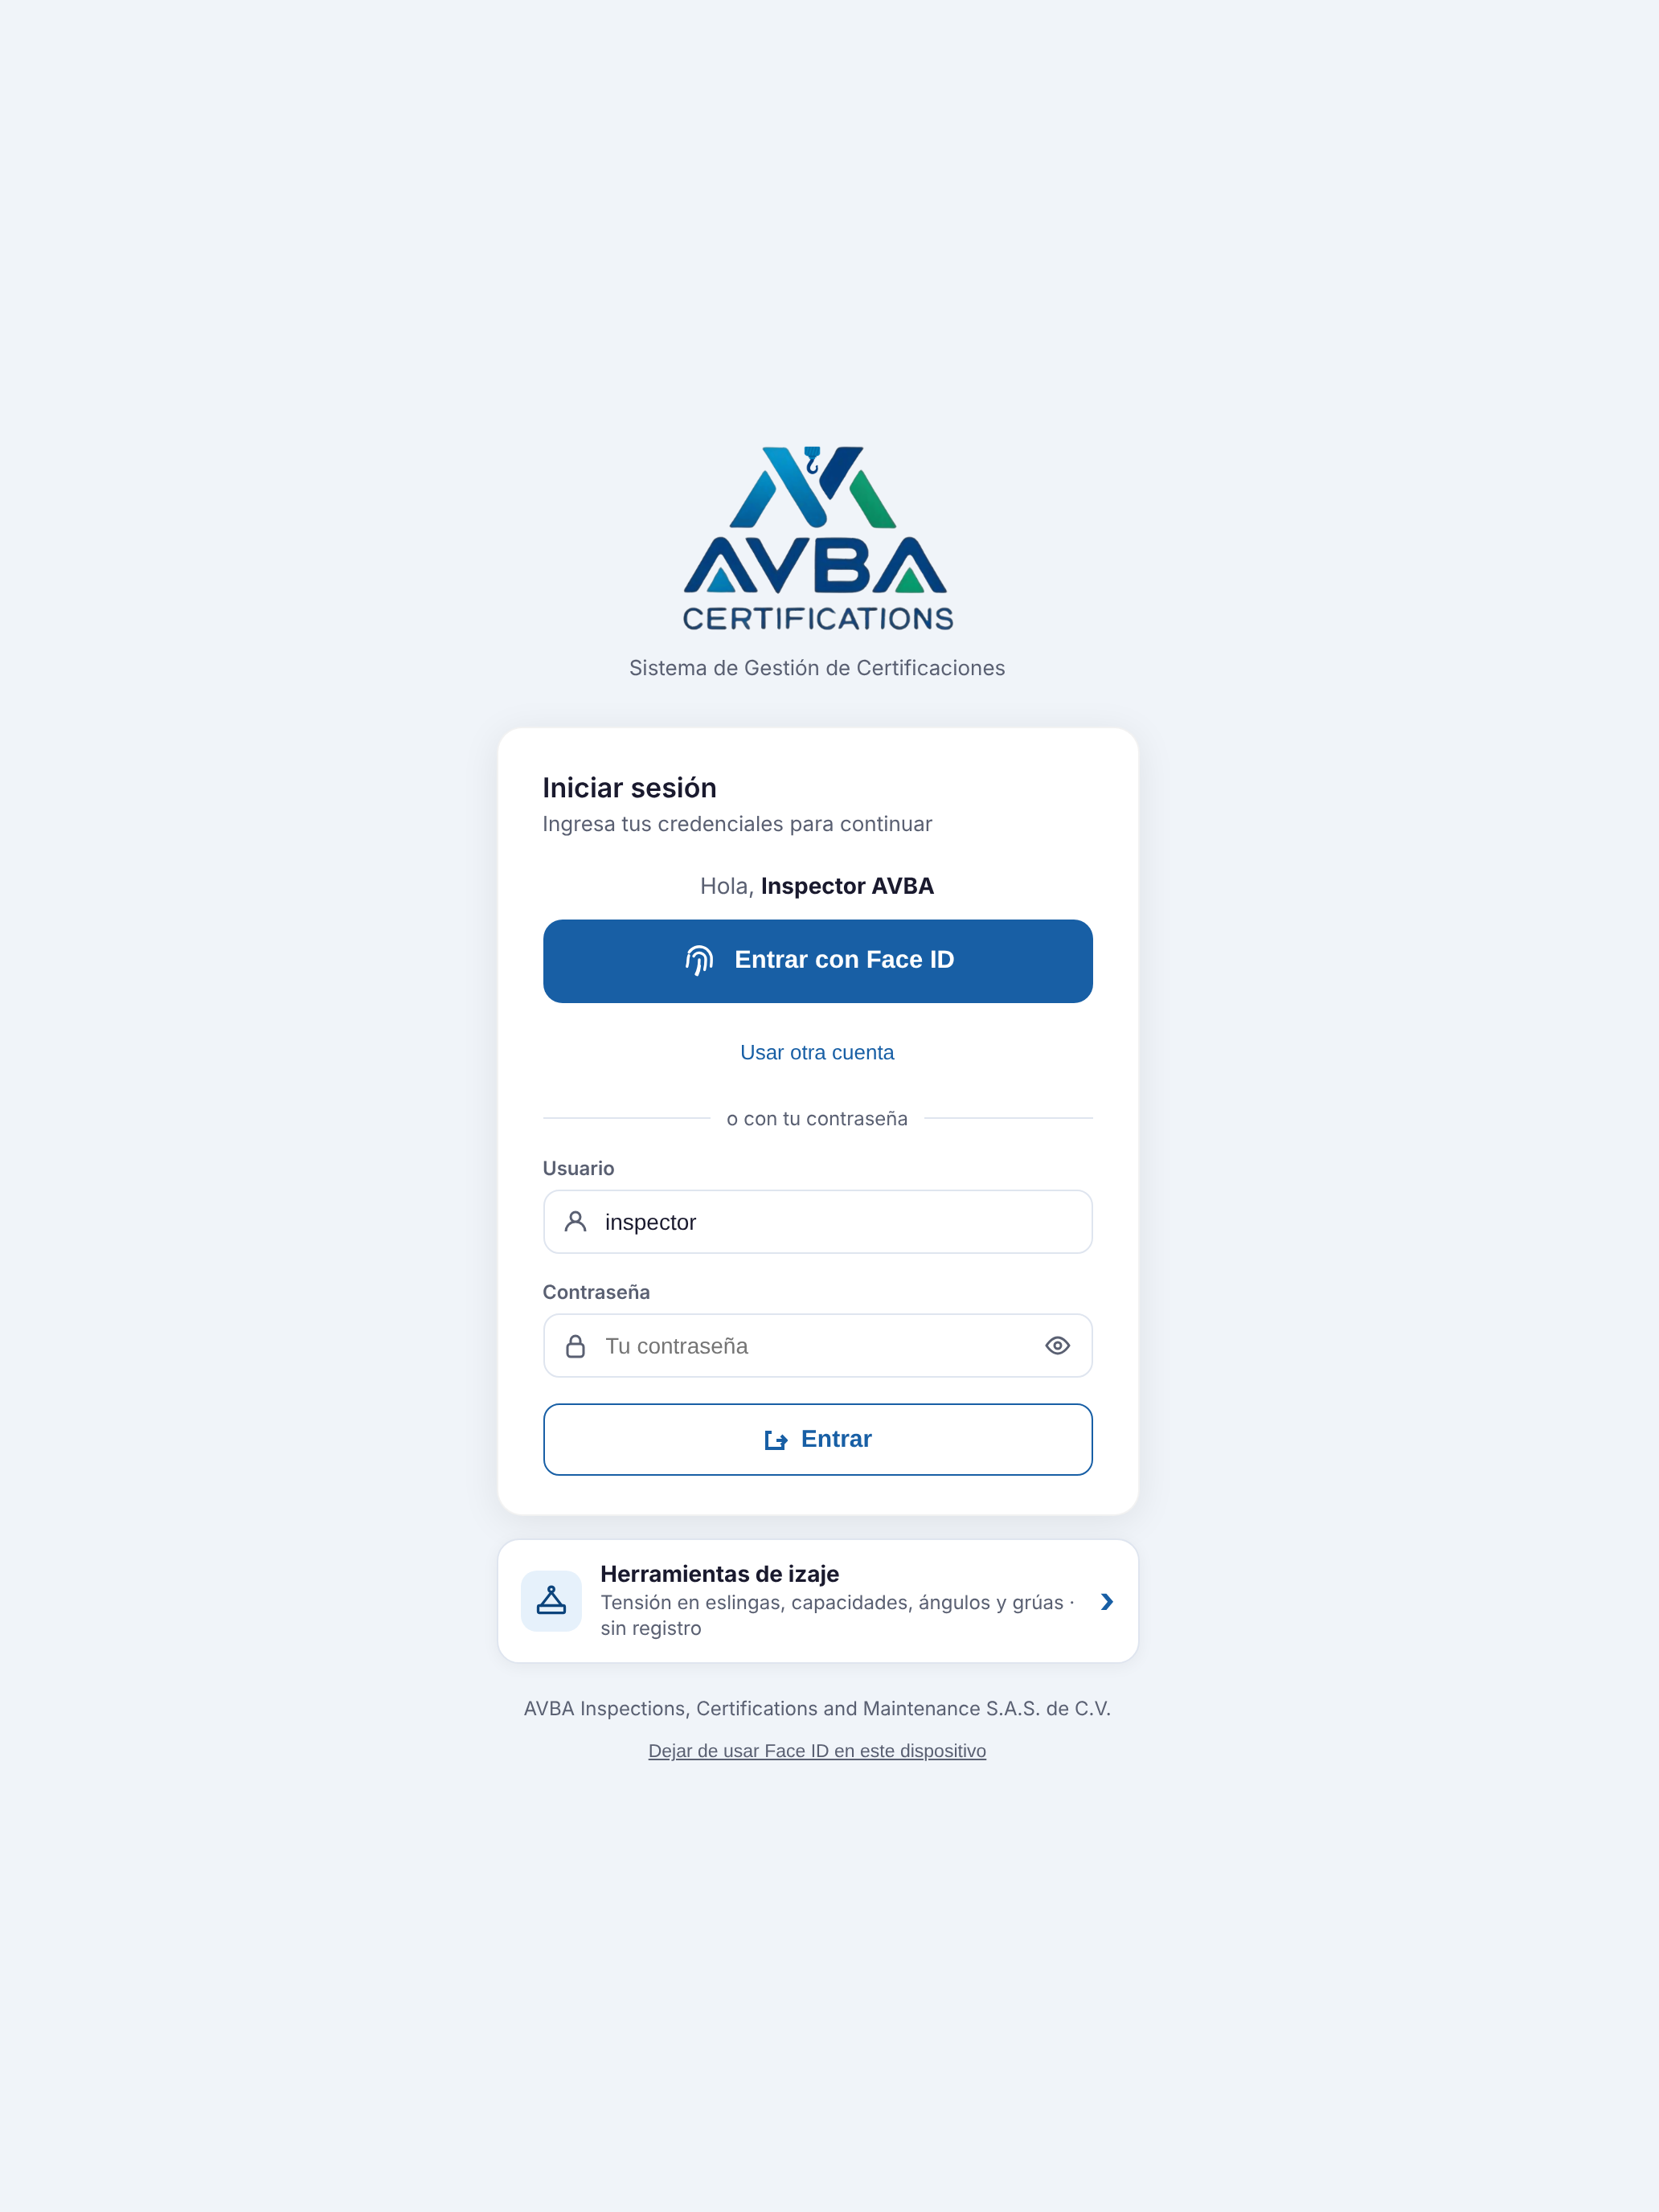 AVBA
CERTIFICATIONS
Sistema de Gestión de Certificaciones
Iniciar sesión
Ingresa tus credenciales para continuar
Hola, Inspector AVBA
Entrar con Face ID
Usar otra cuenta
o con tu contraseña
Usuario
inspector
Contraseña
Tu contraseña
Entrar
Herramientas de izaje
Tensión en eslingas, capacidades, ángulos y grúas ·
sin registro
AVBA Inspections, Certifications and Maintenance S.A.S. de C.V.
Dejar de usar Face ID en este dispositivo